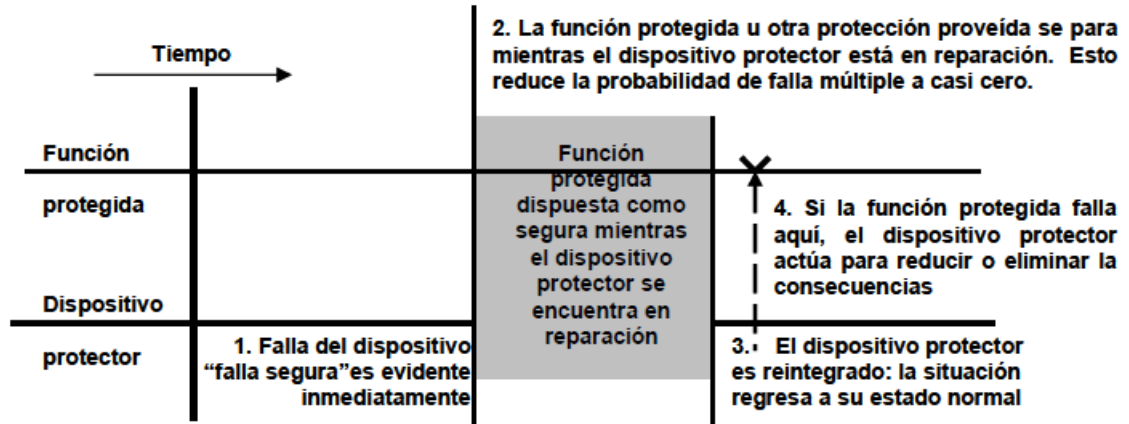 2. La función protegida u otra protección proveída se para
mientras el dispositivo protector está en reparación. Esto
reduce la probabilidad de falla múltiple a casi cero.
Tiempo
Función
protegida
Función
protegida
dispuesta como
segura mientras
el dispositivo
protector se
encuentra en
reparación
4. Si la función protegida falla
aquí, el dispositivo protector
actúa para reducir o eliminar la
consecuencias
Dispositivo
protector
1. Falla del dispositivo
“falla segura”es evidente
inmediatamente
3. El dispositivo protector
es reintegrado: la situación
regresa a su estado normal